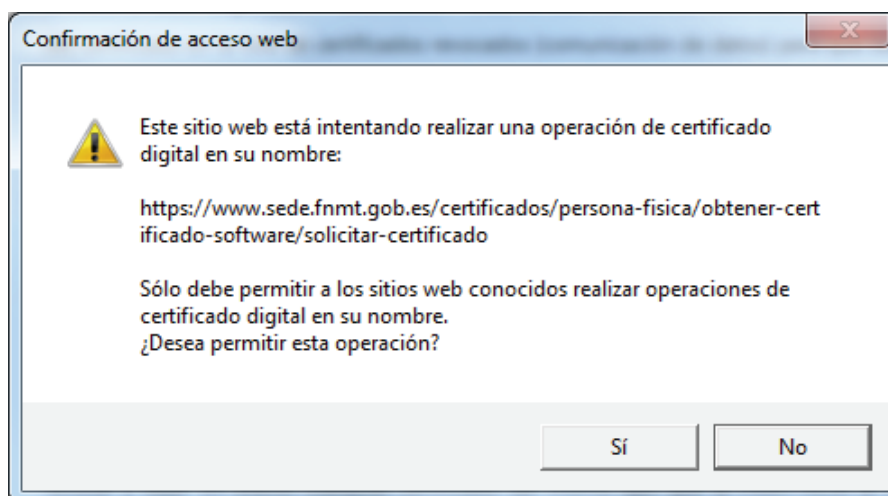 Confirmación de acceso web
Este sitio web está intentando realizar una operación de certificado
digital en su nombre:
https://www.sede.fnmt.gob.es/certificados/persona-fisica/obtener-cert
ificado-software/solicitar-certificado
Sólo debe permitir a los sitios web conocidos realizar operaciones de
certificado digital en su nombre.
¿Desea permitir esta operación?
Sí
No